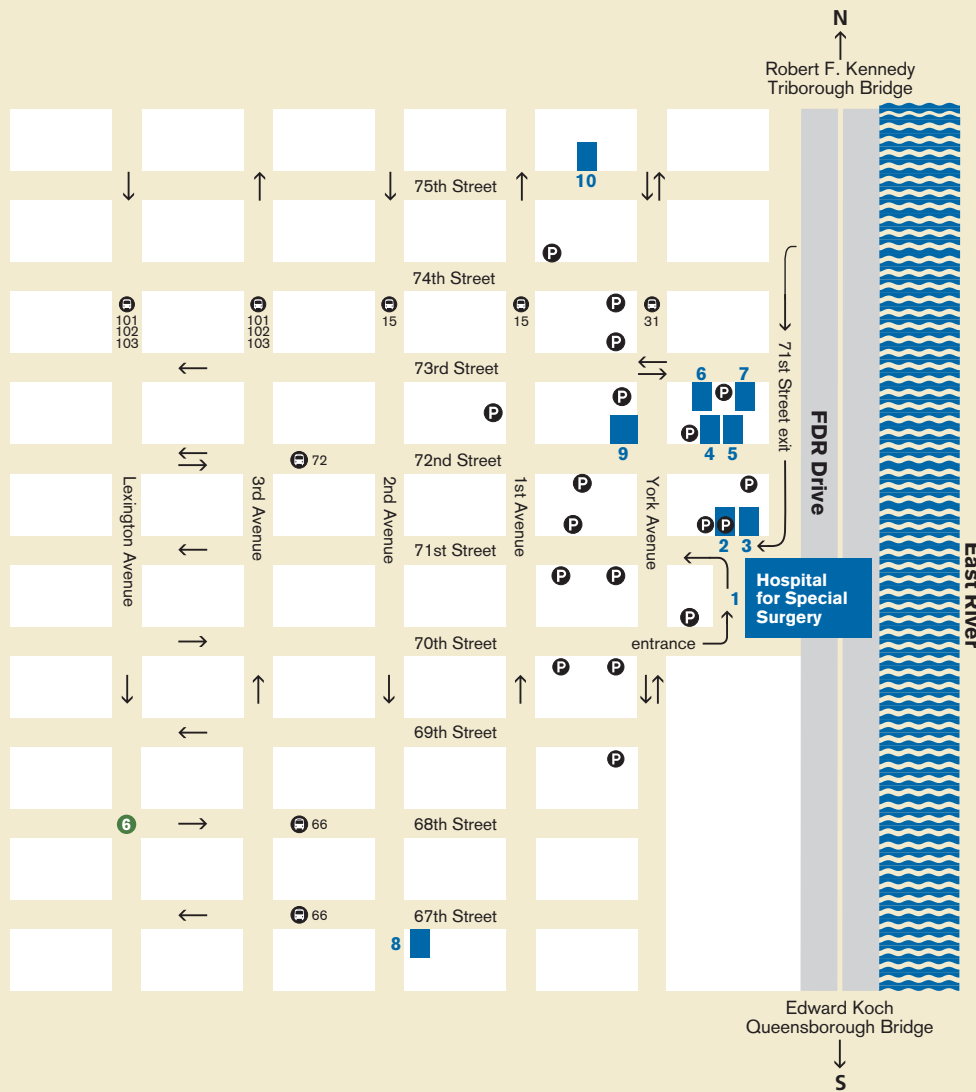 N
Robert F. Kennedy
Triborough Bridge
10
75th Street
P
74th Street
101
102
103
101
102
103
15
15
P
31
P
73rd Street
71st Street exit
6
7
P
P
P
P
FDR Drive
9
4
5
72
72nd Street
Lexington Avenue
3rd Avenue
2nd Avenue
1st Avenue
York Avenue
P
P
P
P
P
2
3
71st Street
East River
P
P
1
Hospital
for Special
Surgery
P
70th Street
entrance
P
P
69th Street
P
6
66
68th Street
66
67th Street
8
Edward Koch
Queensborough Bridge
S